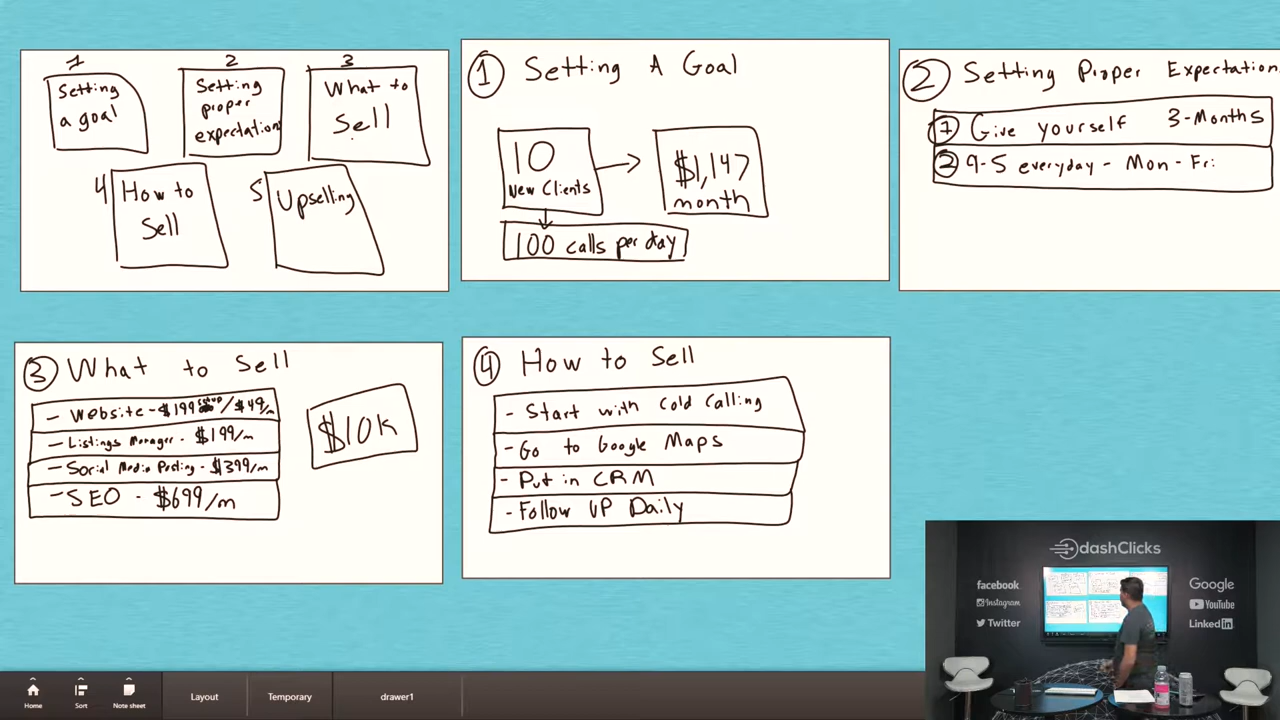 1
Setting
a goal
2
Setting
proper
expectation
3
What to
Sell
4
How to
Sell
5
Upselling
1 Setting A Goal
10
New Clients
$1,147
month
100 calls per day
2 Setting Proper Expectation
1 Give yourself 3-Months
2 9-5 everyday - Mon - Fri
3 What to Sell
- Website - $199 setup / $49/m
- Listings Manager - $199/m
- Social Media Posting - $399/m
- SEO - $699/m
$10k
4 How to Sell
- Start with Cold Calling
- Go to Google Maps
- Put in CRM
- Follow UP Daily
dashClicks
facebook
Instagram
Twitter
Google
YouTube
Linked in
Home
Sort
Note sheet
Layout
Temporary
drawer1